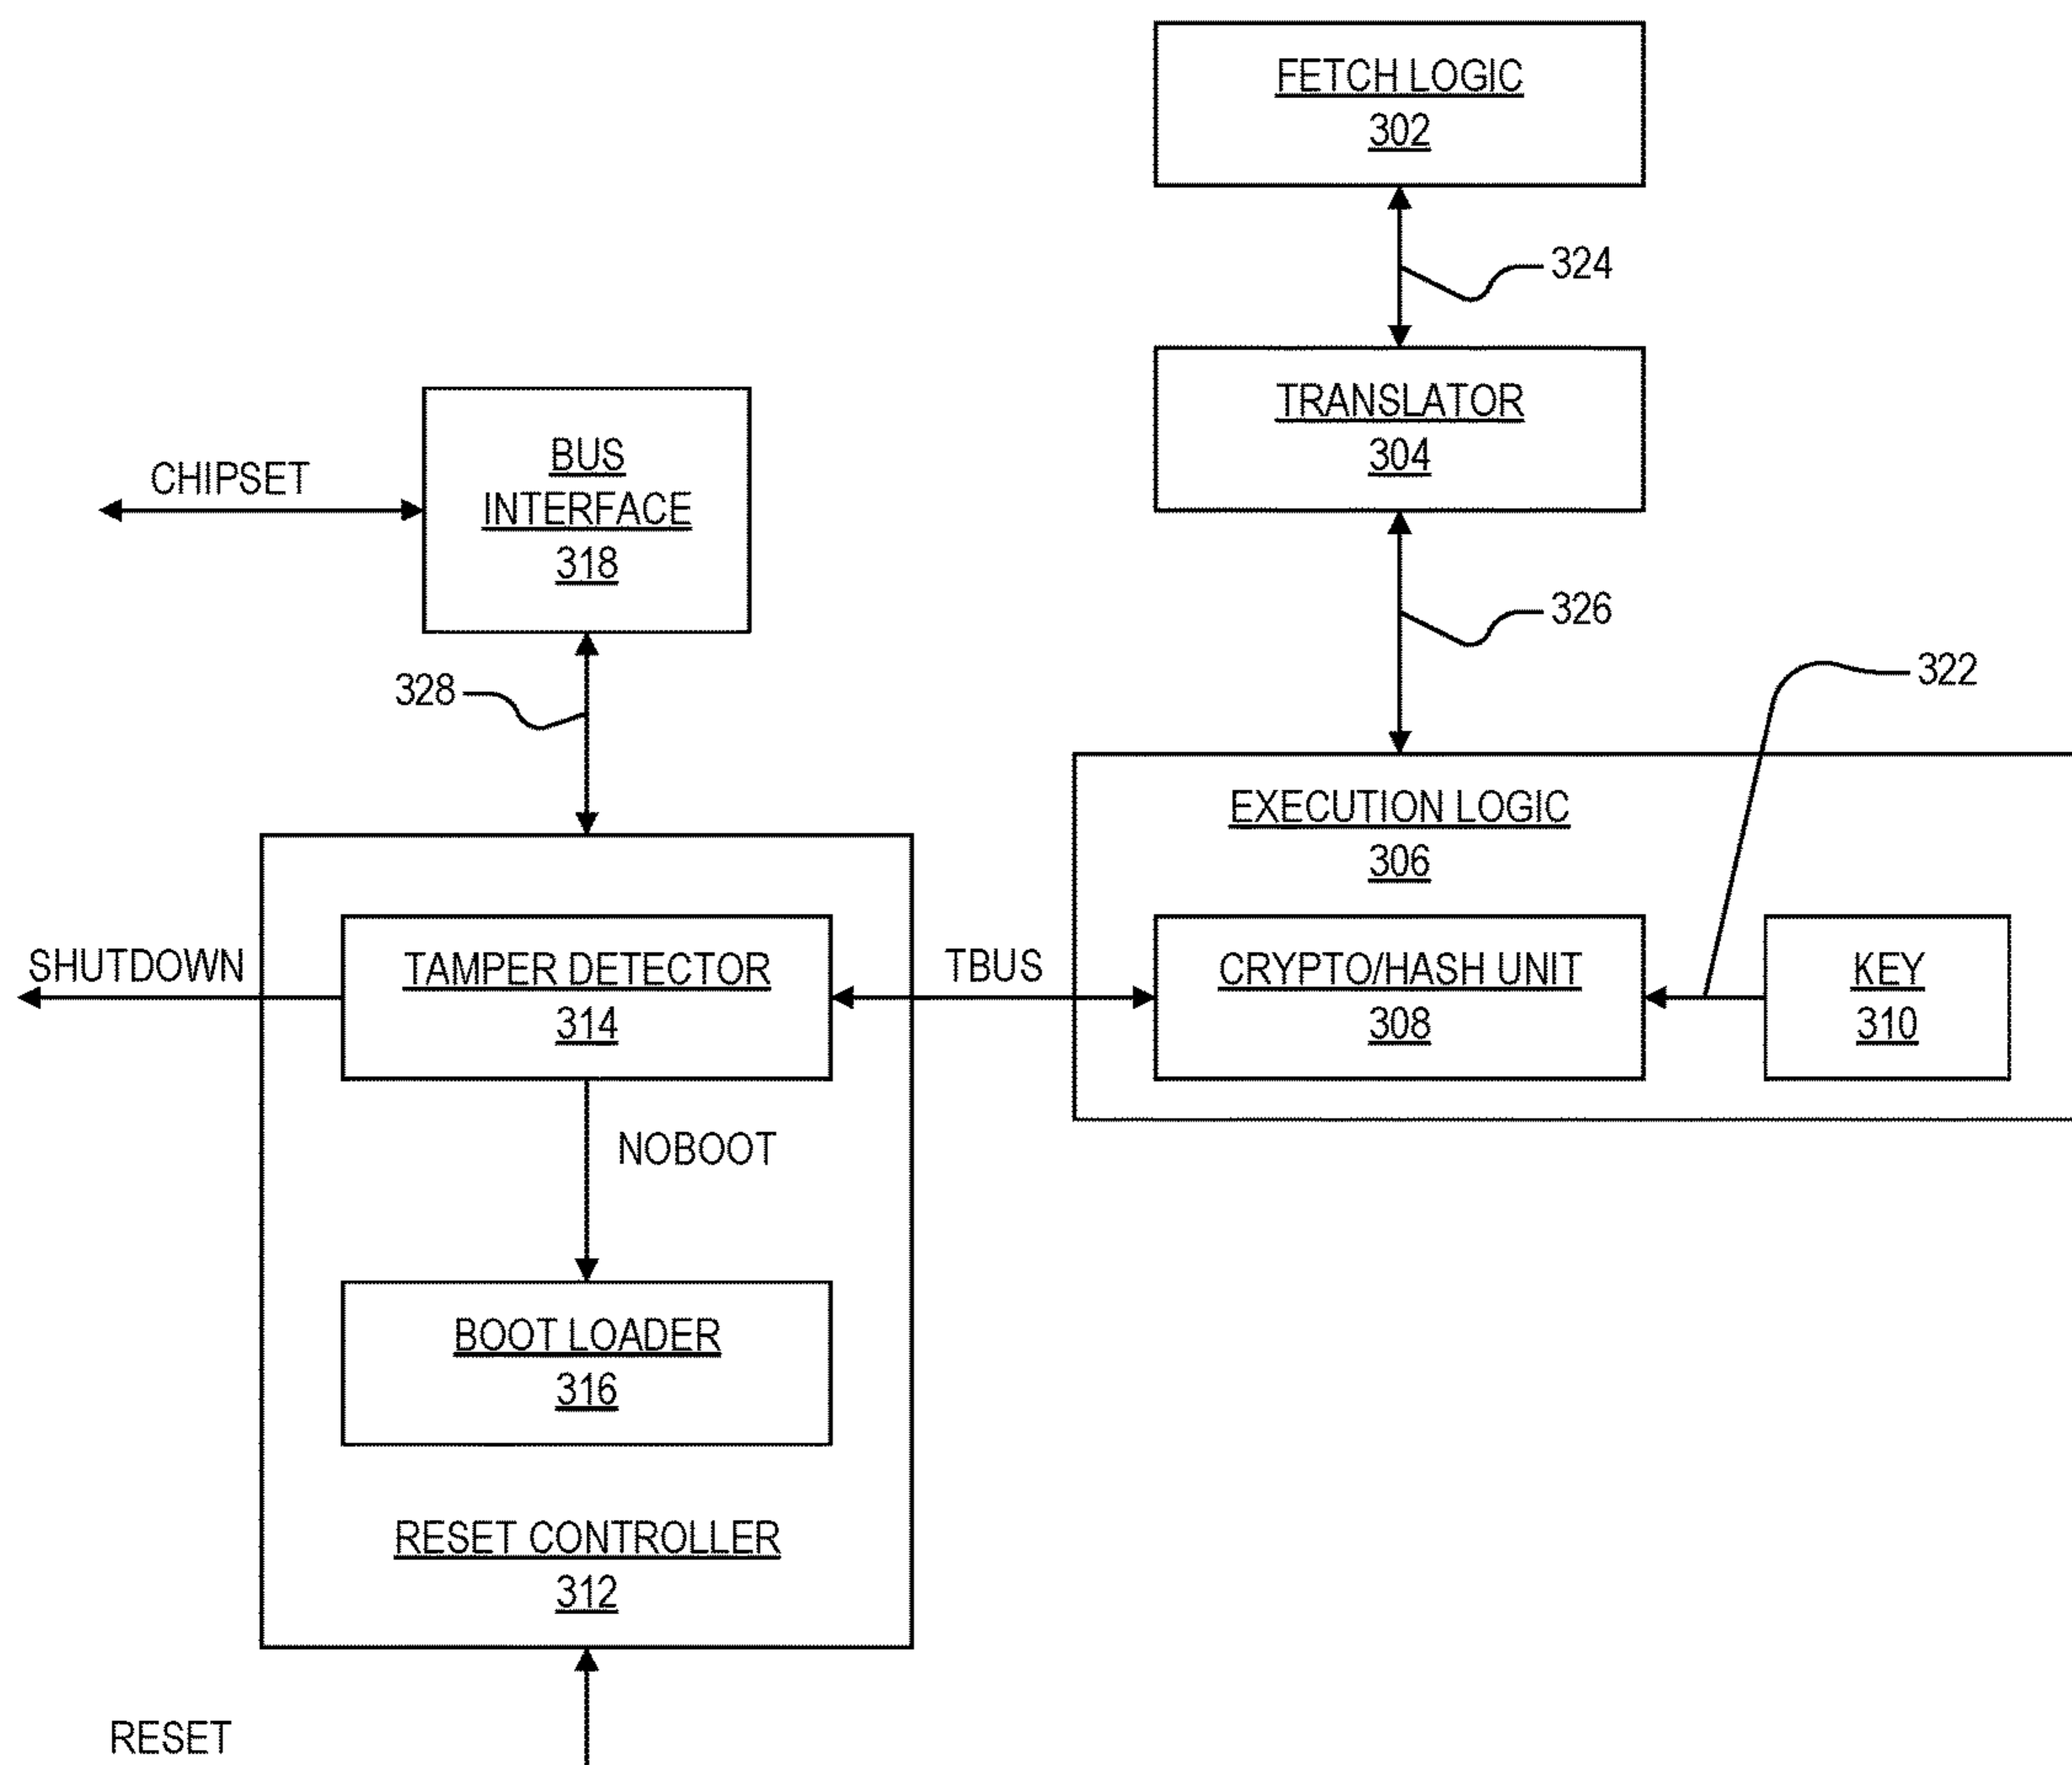 FETCH LOGIC
302
324
TRANSLATOR
304
CHIPSET
BUS
INTERFACE
318
326
322
328
EXECUTION LOGIC
306
SHUTDOWN
TAMPER DETECTOR
314
TBUS
CRYPTO/HASH UNIT
308
KEY
310
NOBOOT
BOOT LOADER
316
RESET CONTROLLER
312
RESET